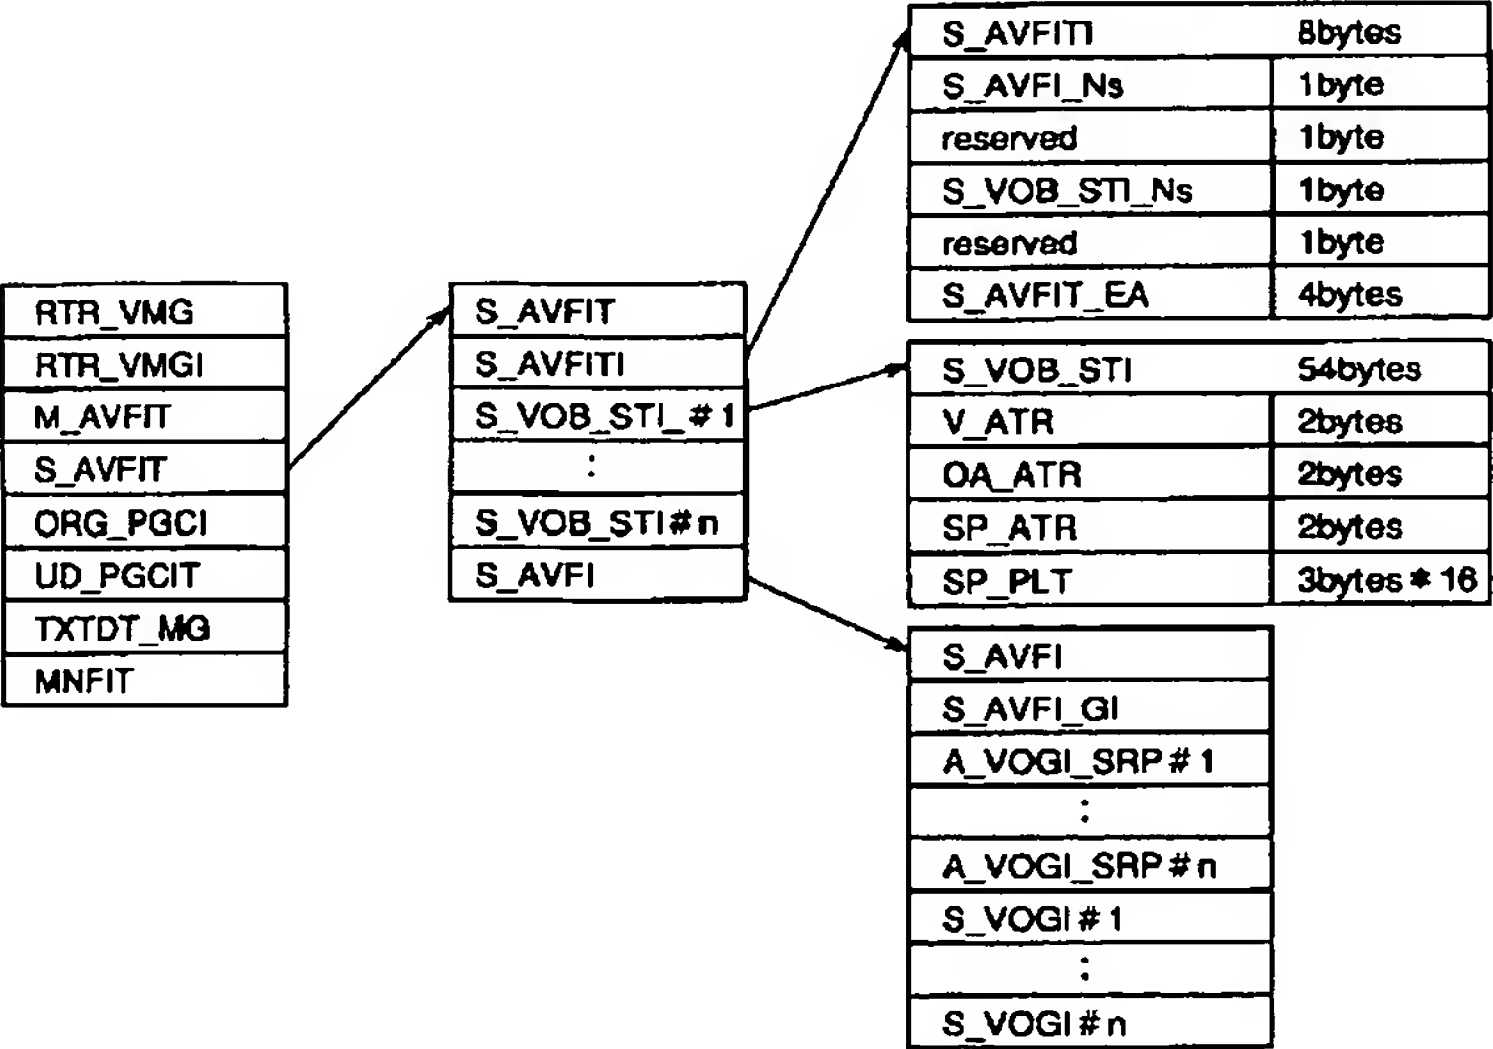 RTR_VMG
RTR_VMGI
M_AVFIT
S_AVFIT
ORG_PGCI
UD_PGCIT
TXTDT_MG
MNFIT
S_AVFIT
S_AVFITI
S_VOB_STI_#1
:
S_VOB_STI#n
S_AVFI
S_AVFITI 8bytes
S_AVFI_Ns 1byte
reserved 1byte
S_VOB_STI_Ns 1byte
reserved 1byte
S_AVFIT_EA 4bytes
S_VOB_STI 54bytes
V_ATR 2bytes
OA_ATR 2bytes
SP_ATR 2bytes
SP_PLT 3bytes*16
S_AVFI
S_AVFI_GI
A_VOGI_SRP#1
:
A_VOGI_SRP#n
S_VOGI#1
:
S_VOGI#n